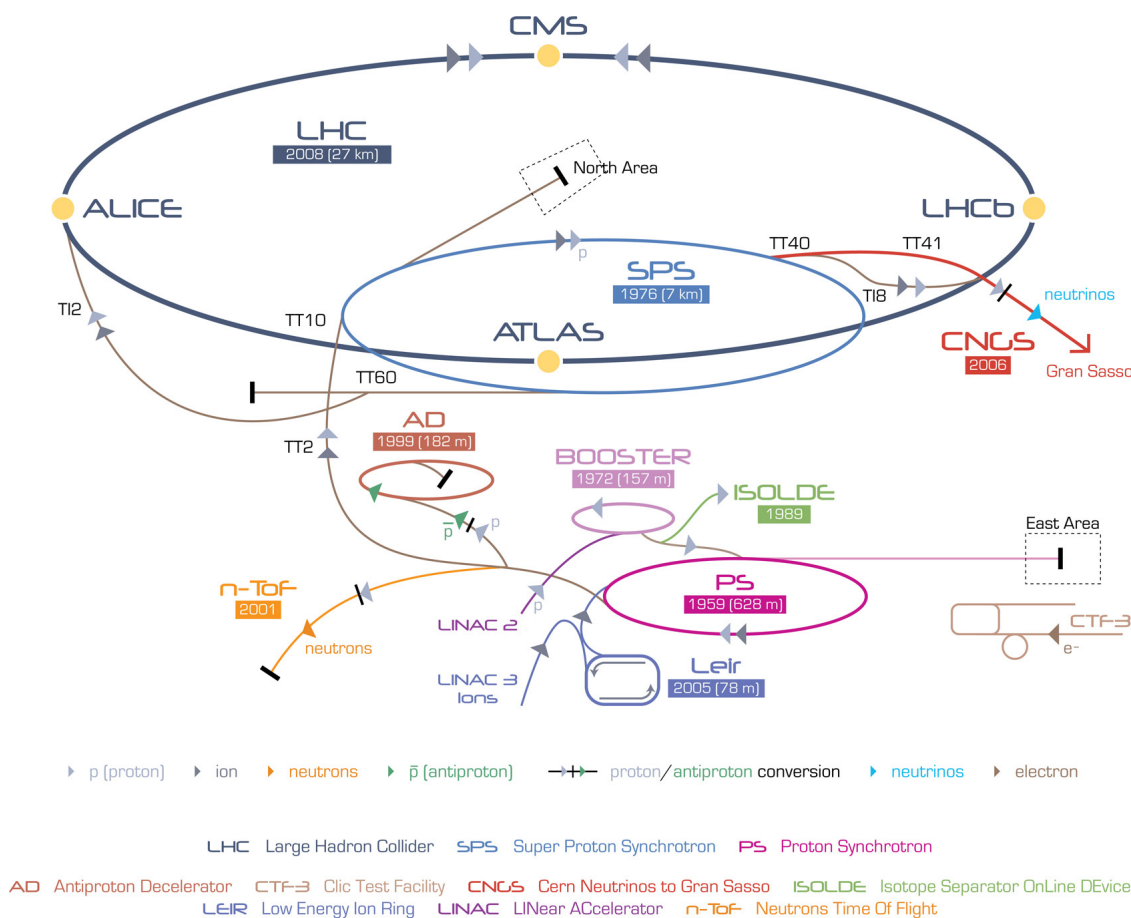 CMS
LHC
2008 (27 km)
North Area
ALICE
LHCb
TT40
TT41
p
SPS
1976 (7 km)
TI8
neutrinos
TI2
TT10
ATLAS
CNGS
2006
Gran Sasso
TT60
AD
1999 (182 m)
TT2
BOOSTER
1972 (157 m)
ISOLDE
1989
East Area
p̄
p
n-ToF
2001
PS
1959 (628 m)
p
LINAC 2
CTF-3
e–
neutrons
LINAC 3
Ions
Leir
2005 (78 m)
p (proton) ion neutrons p̄ (antiproton) proton/antiproton conversion neutrinos electron
LHC Large Hadron Collider SPS Super Proton Synchrotron PS Proton Synchrotron
AD Antiproton Decelerator CTF-3 Clic Test Facility CNGS Cern Neutrinos to Gran Sasso ISOLDE Isotope Separator OnLine DEvice
LEIR Low Energy Ion Ring LINAC LINear ACcelerator n-ToF Neutrons Time Of Flight